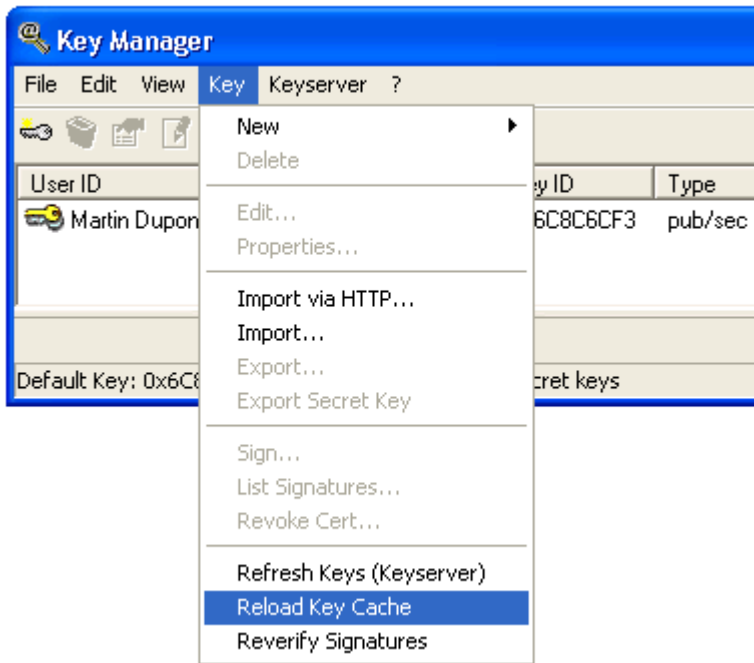 Key Manager
File Edit View Key Keyserver ?
New
Delete
Edit...
Properties...
Import via HTTP...
Import...
Export...
Export Secret Key
Sign...
List Signatures...
Revoke Cert...
Refresh Keys (Keyserver)
Reload Key Cache
Reverify Signatures
User ID ey ID Type
Martin Dupon 6C8C6CF3 pub/sec
Default Key: 0x6C8 cret keys